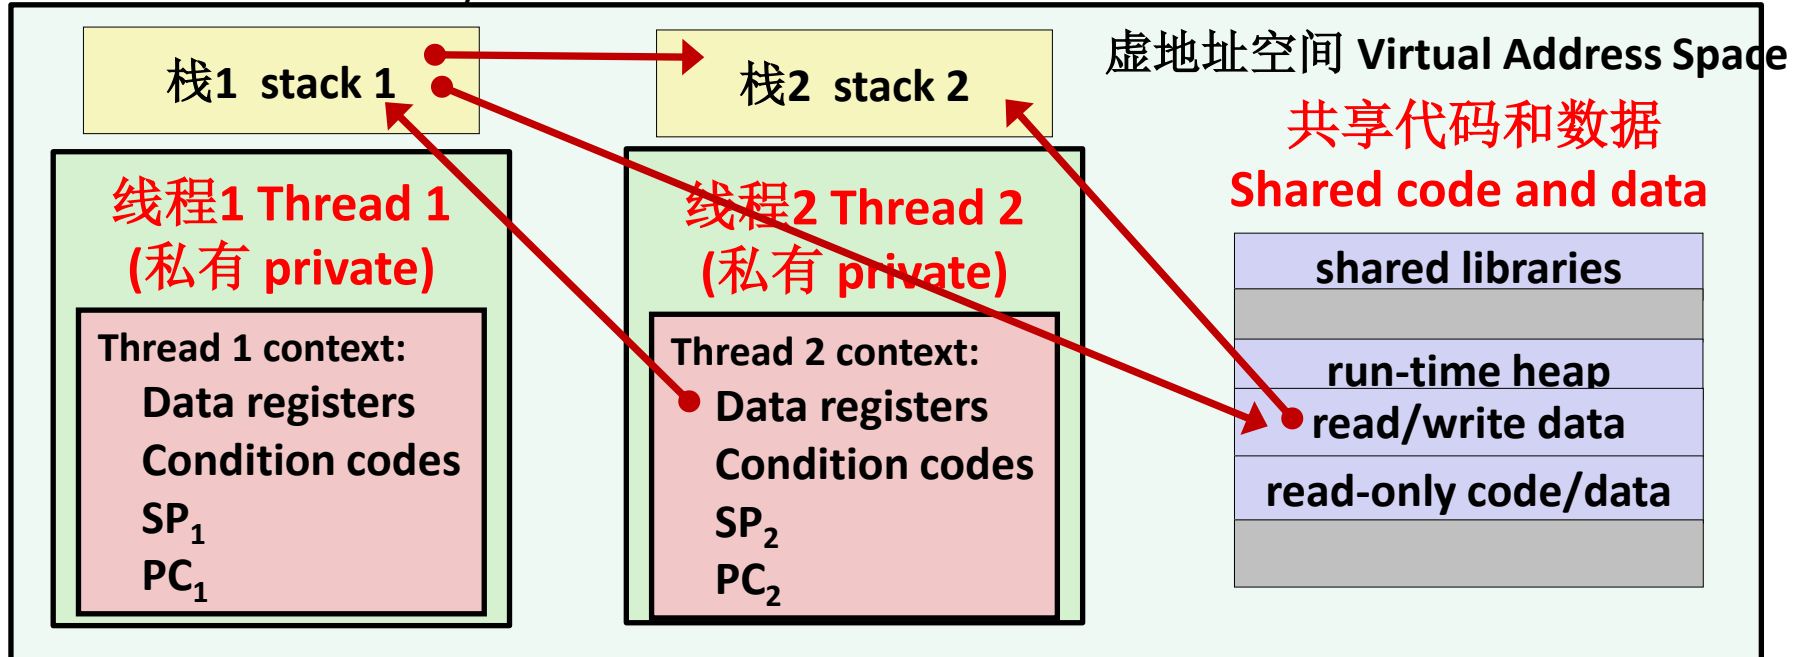 栈1 stack 1
栈2 stack 2
虚地址空间 Virtual Address Space
共享代码和数据
Shared code and data
线程1 Thread 1
(私有 private)
Thread 1 context:
Data registers
Condition codes
SP1
PC1
线程2 Thread 2
(私有 private)
Thread 2 context:
Data registers
Condition codes
SP2
PC2
shared libraries
run-time heap
read/write data
read-only code/data